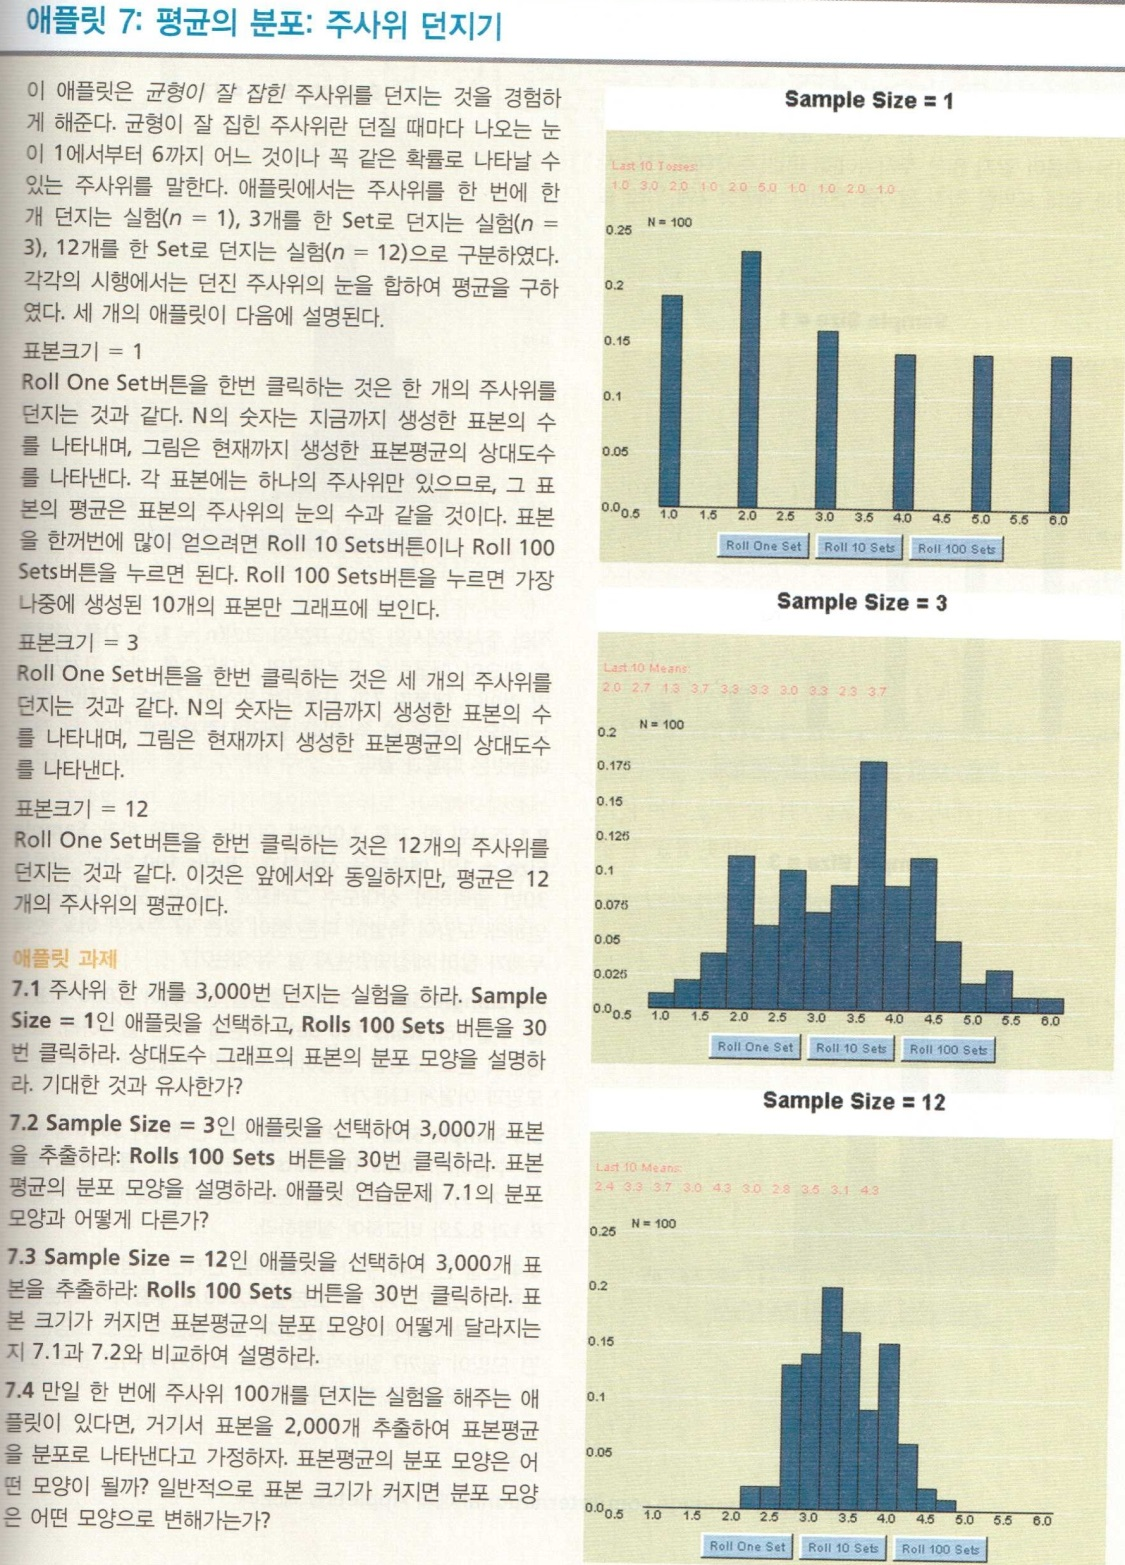 애플릿 7: 평균의 분포: 주사위 던지기
이 애플릿은 균형이 잘 잡힌 주사위를 던지는 것을 경험하
게 해준다. 균형이 잘 집힌 주사위란 던질 때마다 나오는 눈
이 1에서부터 6까지 어느 것이나 꼭 같은 확률로 나타날 수
있는 주사위를 말한다. 애플릿에서는 주사위를 한 번에 한
개 던지는 실험(n = 1), 3개를 한 Set로 던지는 실험(n =
3), 12개를 한 Set로 던지는 실험(n = 12)으로 구분하였다.
각각의 시행에서는 던진 주사위의 눈을 합하여 평균을 구하
였다. 세 개의 애플릿이 다음에 설명된다.
표본크기 = 1
Roll One Set버튼을 한번 클릭하는 것은 한 개의 주사위를
던지는 것과 같다. N의 숫자는 지금까지 생성한 표본의 수
를 나타내며, 그림은 현재까지 생성한 표본평균의 상대도수
를 나타낸다. 각 표본에는 하나의 주사위만 있으므로, 그 표
본의 평균은 표본의 주사위의 눈의 수과 같을 것이다. 표본
을 한꺼번에 많이 얻으려면 Roll 10 Sets버튼이나 Roll 100
Sets버튼을 누르면 된다. Roll 100 Sets버튼을 누르면 가장
나중에 생성된 10개의 표본만 그래프에 보인다.
표본크기 = 3
Roll One Set버튼을 한번 클릭하는 것은 세 개의 주사위를
던지는 것과 같다. N의 숫자는 지금까지 생성한 표본의 수
를 나타내며, 그림은 현재까지 생성한 표본평균의 상대도수
를 나타낸다.
표본크기 = 12
Roll One Set버튼을 한번 클릭하는 것은 12개의 주사위를
던지는 것과 같다. 이것은 앞에서와 동일하지만, 평균은 12
개의 주사위의 평균이다.
애플릿 과제
7.1 주사위 한 개를 3,000번 던지는 실험을 하라. Sample
Size = 1인 애플릿을 선택하고, Rolls 100 Sets 버튼을 30
번 클릭하라. 상대도수 그래프의 표본의 분포 모양을 설명하
라. 기대한 것과 유사한가?
7.2 Sample Size = 3인 애플릿을 선택하여 3,000개 표본
을 추출하라: Rolls 100 Sets 버튼을 30번 클릭하라. 표본
평균의 분포 모양을 설명하라. 애플릿 연습문제 7.1의 분포
모양과 어떻게 다른가?
7.3 Sample Size = 12인 애플릿을 선택하여 3,000개 표
본을 추출하라: Rolls 100 Sets 버튼을 30번 클릭하라. 표
본 크기가 커지면 표본평균의 분포 모양이 어떻게 달라지는
지 7.1과 7.2와 비교하여 설명하라.
7.4 만일 한 번에 주사위 100개를 던지는 실험을 해주는 애
플릿이 있다면, 거기서 표본을 2,000개 추출하여 표본평균
을 분포로 나타낸다고 가정하자. 표본평균의 분포 모양은 어
떤 모양이 될까? 일반적으로 표본 크기가 커지면 분포 모양
은 어떤 모양으로 변해가는가?
Sample Size = 1
Last 10 Tosses:
1.0 3.0 2.0 1.0 2.0 5.0 1.0 1.0 2.0 1.0
N = 100
0.25
0.2
0.15
0.1
0.05
0.0
0.5 1.0 1.5 2.0 2.5 3.0 3.5 4.0 4.5 5.0 5.5 6.0
Roll One Set Roll 10 Sets Roll 100 Sets
Sample Size = 3
Last 10 Means:
2.0 2.7 1.3 3.7 3.3 3.3 3.0 3.3 2.3 3.7
N = 100
0.2
0.175
0.15
0.125
0.1
0.075
0.05
0.025
0.0
0.5 1.0 1.5 2.0 2.5 3.0 3.5 4.0 4.5 5.0 5.5 6.0
Roll One Set Roll 10 Sets Roll 100 Sets
Sample Size = 12
Last 10 Means:
2.4 3.3 3.7 3.0 4.3 3.0 2.8 3.5 3.1 4.3
N = 100
0.25
0.2
0.15
0.1
0.05
0.0
0.5 1.0 1.5 2.0 2.5 3.0 3.5 4.0 4.5 5.0 5.5 6.0
Roll One Set Roll 10 Sets Roll 100 Sets